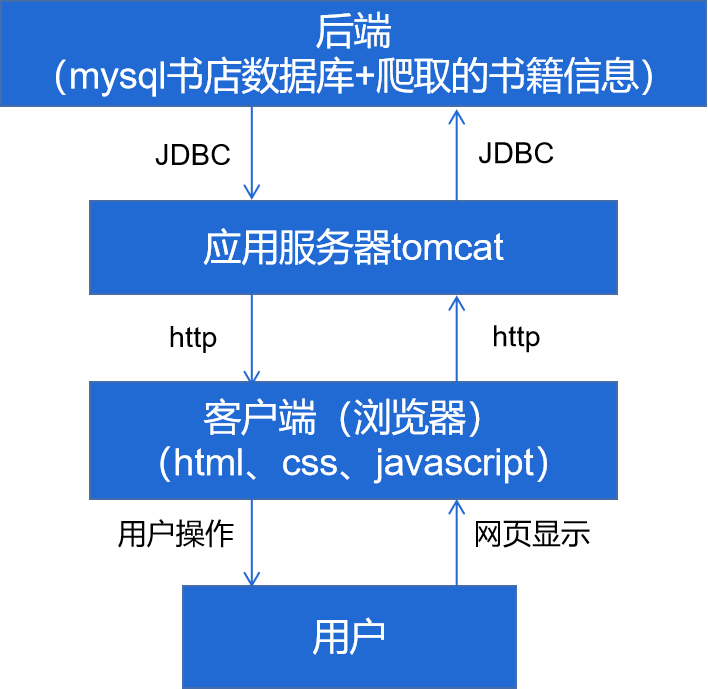 后端
（mysql书店数据库+爬取的书籍信息）
JDBC
JDBC
应用服务器tomcat
http
http
客户端（浏览器）
（html、css、javascript）
用户操作
网页显示
用户